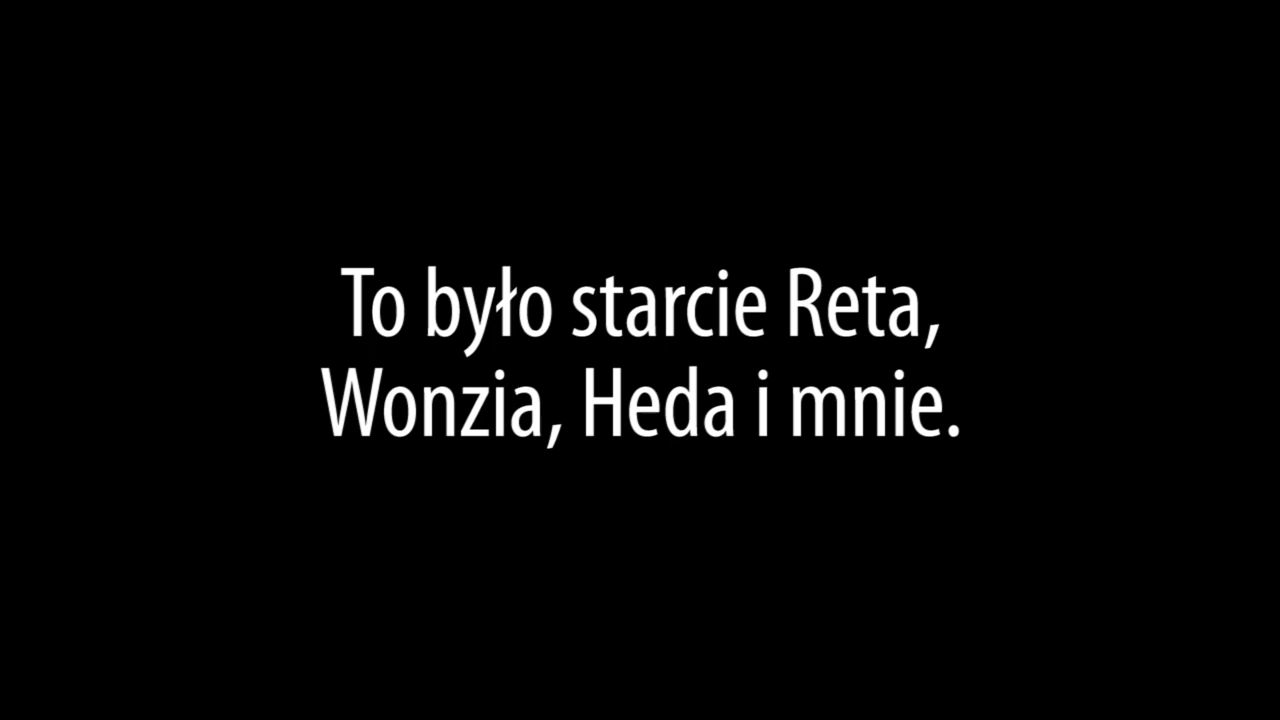 To było starcie Reta,
Wonzia, Heda i mnie.